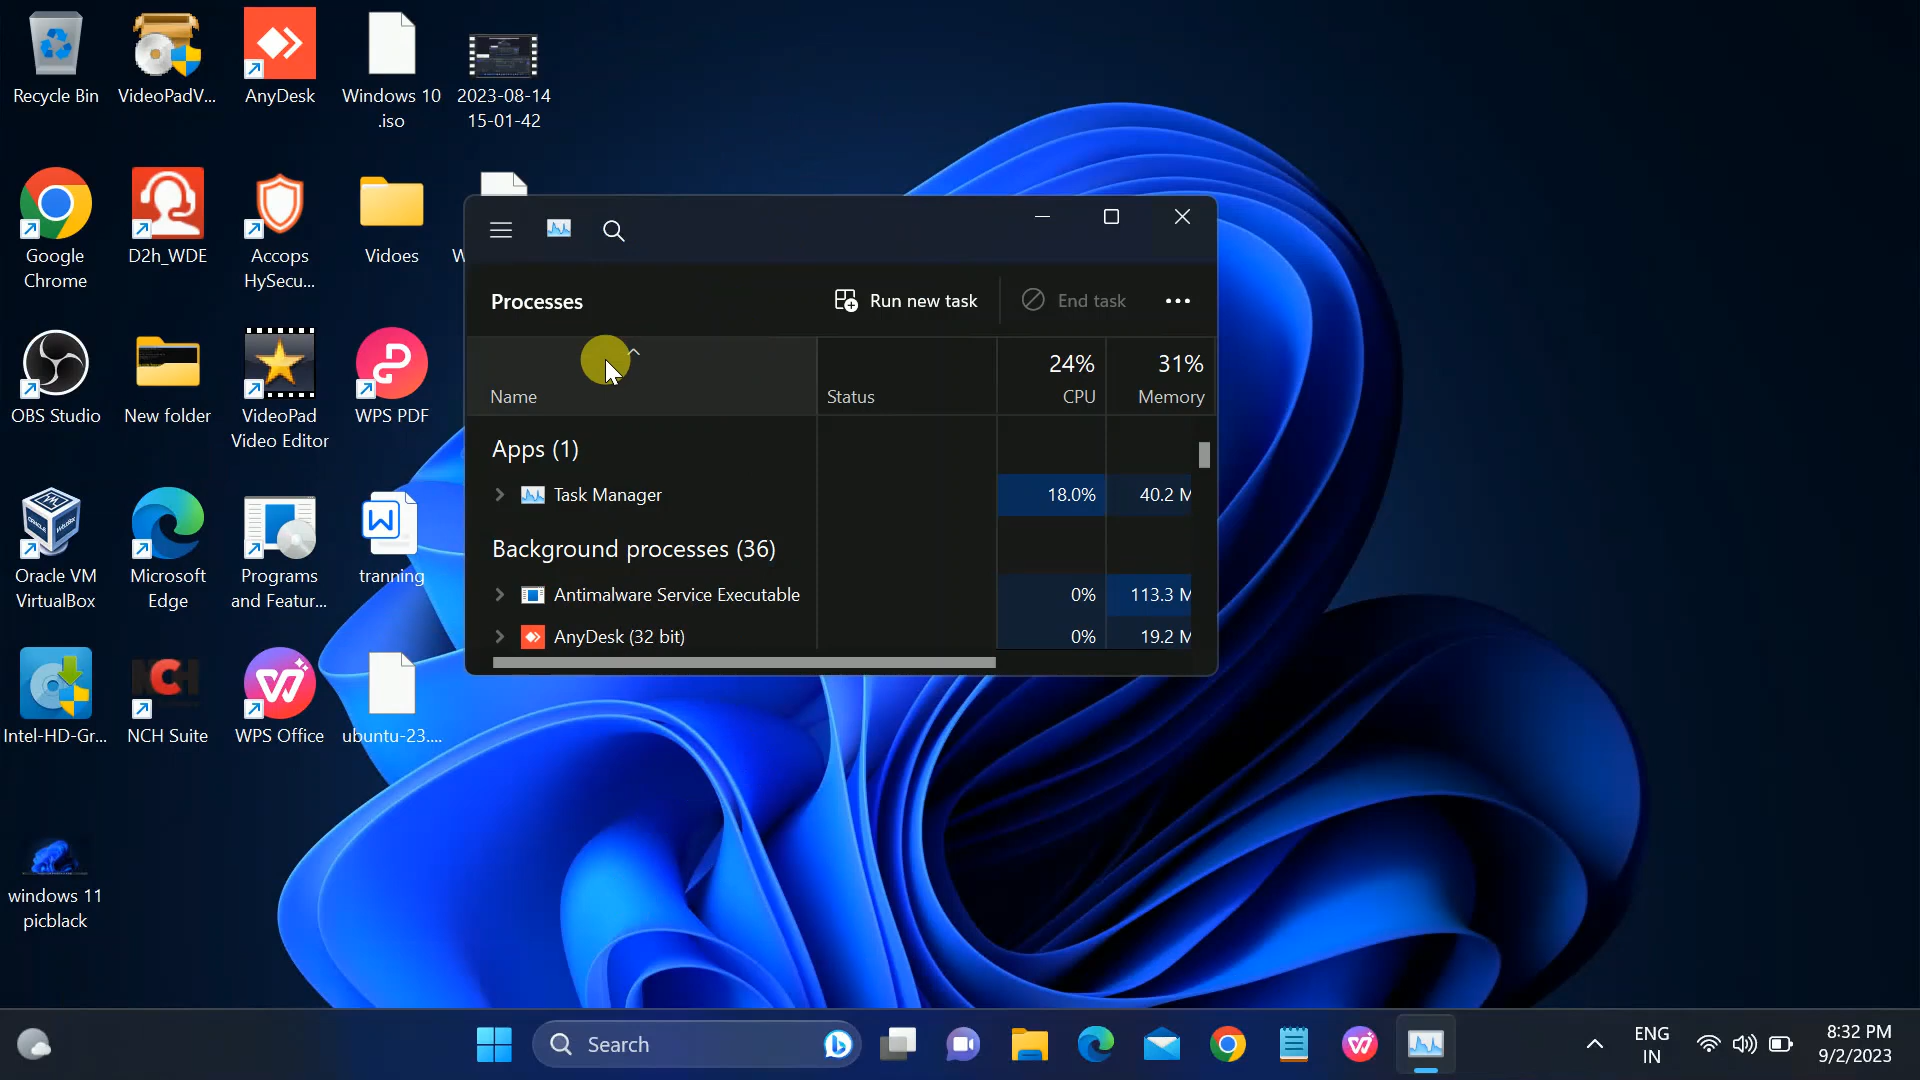 Recycle Bin
VideoPadV...
AnyDesk
Windows 10
.iso
2023-08-14
15-01-42
Google
Chrome
D2h_WDE
Accops
HySecu...
Vidoes
W
OBS Studio
New folder
VideoPad
Video Editor
WPS PDF
Oracle VM
VirtualBox
Microsoft
Edge
Programs
and Featur...
tranning
Intel-HD-Gr...
NCH Suite
WPS Office
ubuntu-23....
windows 11
picblack
Processes
Run new task
End task
24%
31%
Name
Status
CPU
Memory
Apps (1)
Task Manager
18.0%
40.2 M
Background processes (36)
Antimalware Service Executable
0%
113.3 M
AnyDesk (32 bit)
0%
19.2 M
Search
ENG
IN
8:32 PM
9/2/2023